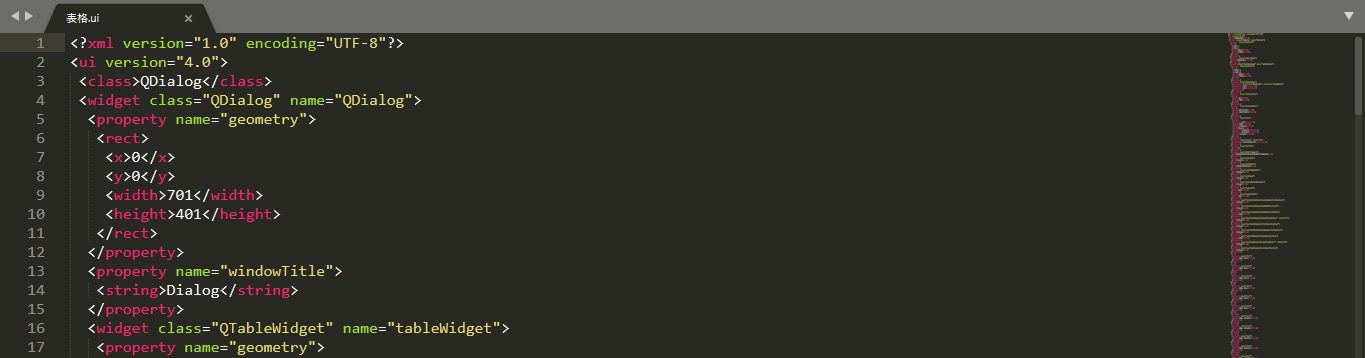 表格.ui
1 <?xml version="1.0" encoding="UTF-8"?>
2 <ui version="4.0">
3 <class>QDialog</class>
4 <widget class="QDialog" name="QDialog">
5 <property name="geometry">
6 <rect>
7 <x>0</x>
8 <y>0</y>
9 <width>701</width>
10 <height>401</height>
11 </rect>
12 </property>
13 <property name="windowTitle">
14 <string>Dialog</string>
15 </property>
16 <widget class="QTableWidget" name="tableWidget">
17 <property name="geometry">